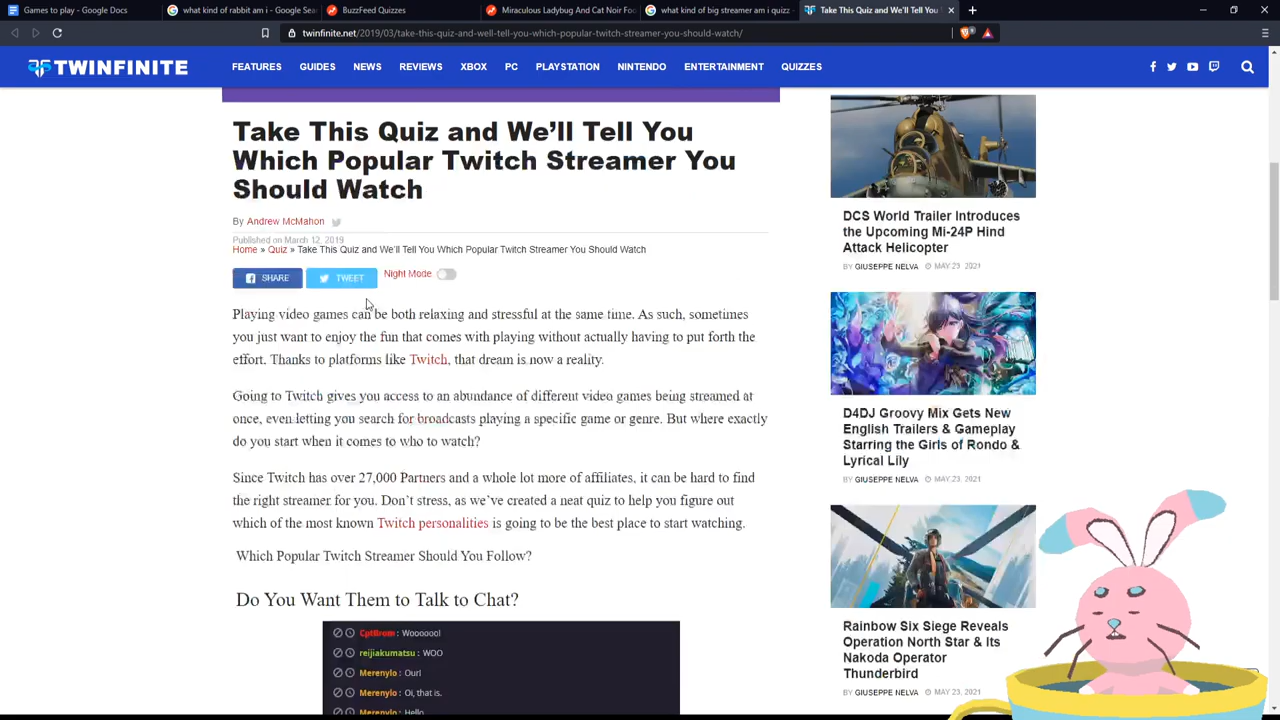 Games to play - Google Docs
what kind of rabbit am i - Google Sea
BuzzFeed Quizzes
Miraculous Ladybug And Cat Noir Foo
what kind of big streamer am i quizz -
Take This Quiz and We'll Tell You
twinfinite.net/2019/03/take-this-quiz-and-well-tell-you-which-popular-twitch-streamer-you-should-watch/
TWINFINITE
FEATURES GUIDES NEWS REVIEWS XBOX PC PLAYSTATION NINTENDO ENTERTAINMENT QUIZZES
Take This Quiz and We'll Tell You
Which Popular Twitch Streamer You
Should Watch
By Andrew McMahon
Published on March 12, 2019
Home » Quiz » Take This Quiz and We'll Tell You Which Popular Twitch Streamer You Should Watch
SHARE
TWEET
Night Mode
Playing video games can be both relaxing and stressful at the same time. As such, sometimes
you just want to enjoy the fun that comes with playing without actually having to put forth the
effort. Thanks to platforms like Twitch, that dream is now a reality.
Going to Twitch gives you access to an abundance of different video games being streamed at
once, even letting you search for broadcasts playing a specific game or genre. But where exactly
do you start when it comes to who to watch?
Since Twitch has over 27,000 Partners and a whole lot more of affiliates, it can be hard to find
the right streamer for you. Don't stress, as we've created a neat quiz to help you figure out
which of the most known Twitch personalities is going to be the best place to start watching.
Which Popular Twitch Streamer Should You Follow?
Do You Want Them to Talk to Chat?
CptBrom: Wooooool
reijiakumatsu : WOO
Merenylo : Ourl
Merenylo : Oi, that is.
Merenylo : Hello
DCS World Trailer Introduces
the Upcoming Mi-24P Hind
Attack Helicopter
BY GIUSEPPE NELVA MAY 23, 2021
D4DJ Groovy Mix Gets New
English Trailers & Gameplay
Starring the Girls of Rondo &
Lyrical Lily
BY GIUSEPPE NELVA MAY 23, 2021
Rainbow Six Siege Reveals
Operation North Star & Its
Nakoda Operator
Thunderbird
BY GIUSEPPE NELVA MAY 23, 2021